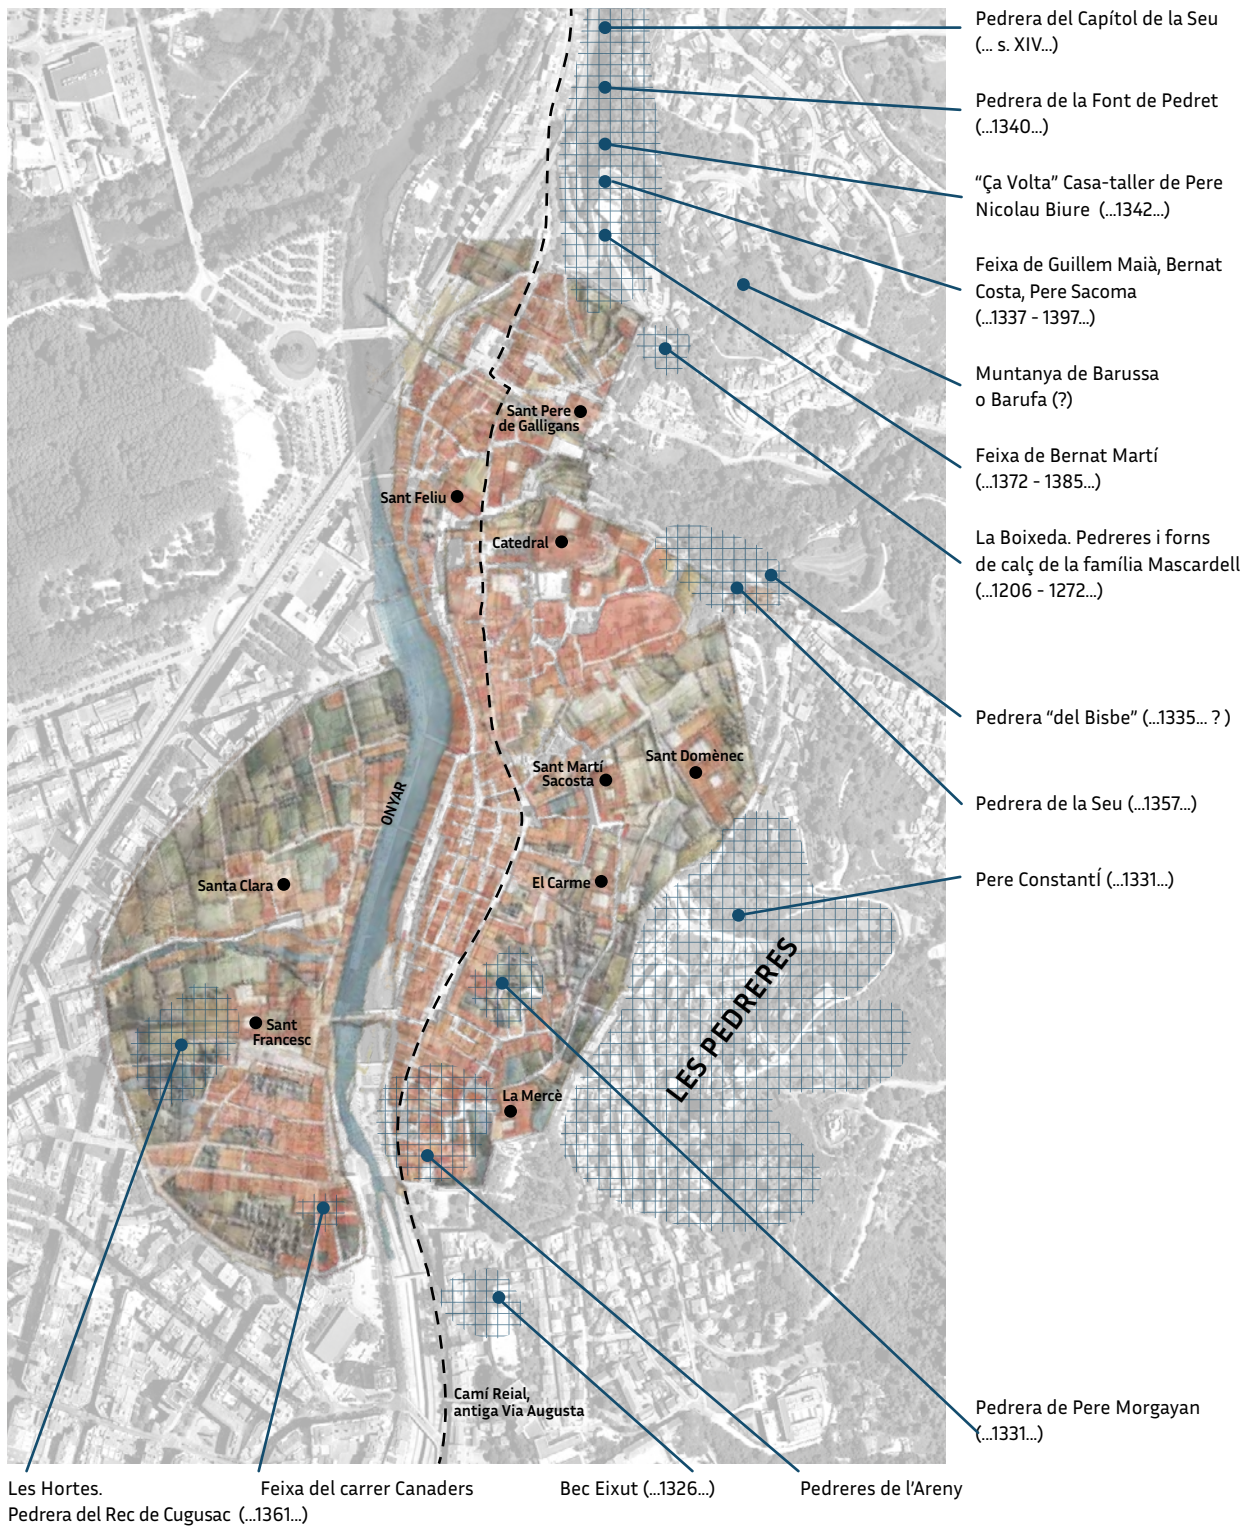 Pedrera del Capítol de la Seu
(... s. XIV...)
Pedrera de la Font de Pedret
(...1340...)
“Ça Volta” Casa-taller de Pere
Nicolau Biure (...1342...)
Feixa de Guillem Maià, Bernat
Costa, Pere Sacoma
(...1337 - 1397...)
Muntanya de Barussa
o Barufa (?)
Feixa de Bernat Martí
(...1372 - 1385...)
La Boixeda. Pedreres i forns
de calç de la família Mascardell
(...1206 - 1272...)
Pedrera “del Bisbe” (...1335... ? )
Pedrera de la Seu (...1357...)
Pere ConstantÍ (...1331...)
Pedrera de Pere Morgayan
(...1331...)
Sant Pere
de Galligans
Sant Feliu
Catedral
Sant Domènec
Sant Martí
Sacosta
ONYAR
Santa Clara
El Carme
LES PEDRERES
Sant
Francesc
La Mercè
Camí Reial,
antiga Via Augusta
Les Hortes.
Pedrera del Rec de Cugusac (...1361...)
Feixa del carrer Canaders
Bec Eixut (...1326...)
Pedreres de l’Areny